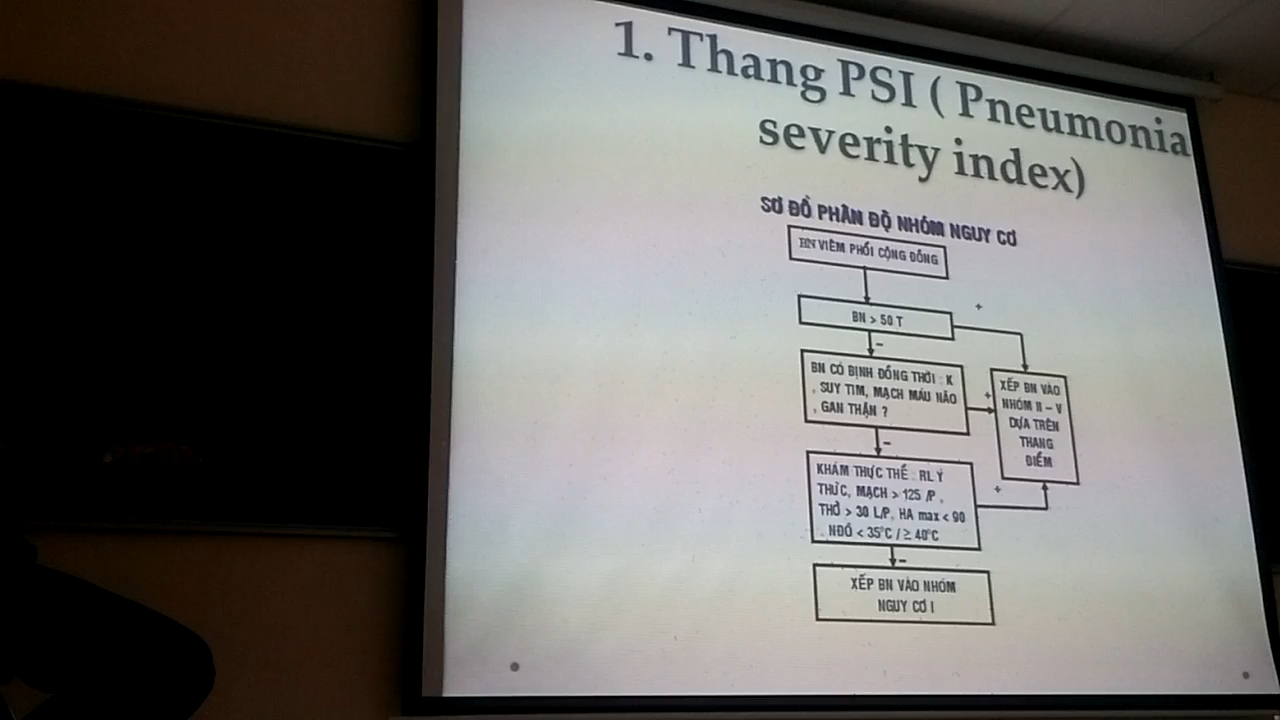 1. Thang PSI ( Pneumonia
severity index)
SƠ ĐỒ PHÂN ĐỘ NHÓM NGUY CƠ
BN VIÊM PHỔI CỘNG ĐỒNG
+
BN > 50 T
–
BN CÓ BỊNH ĐỒNG THỜI : K
, SUY TIM, MẠCH MÁU NÃO
, GAN THẬN ?
+
XẾP BN VÀO
NHÓM II – V
DỰA TRÊN
THANG
ĐIỂM
–
KHÁM THỰC THỂ : RL Ý
THỨC, MẠCH > 125 /P ,
THỞ > 30 L/P, HA max < 90
, NĐỘ < 35°C / ≥ 40°C
+
–
XẾP BN VÀO NHÓM
NGUY CƠ I